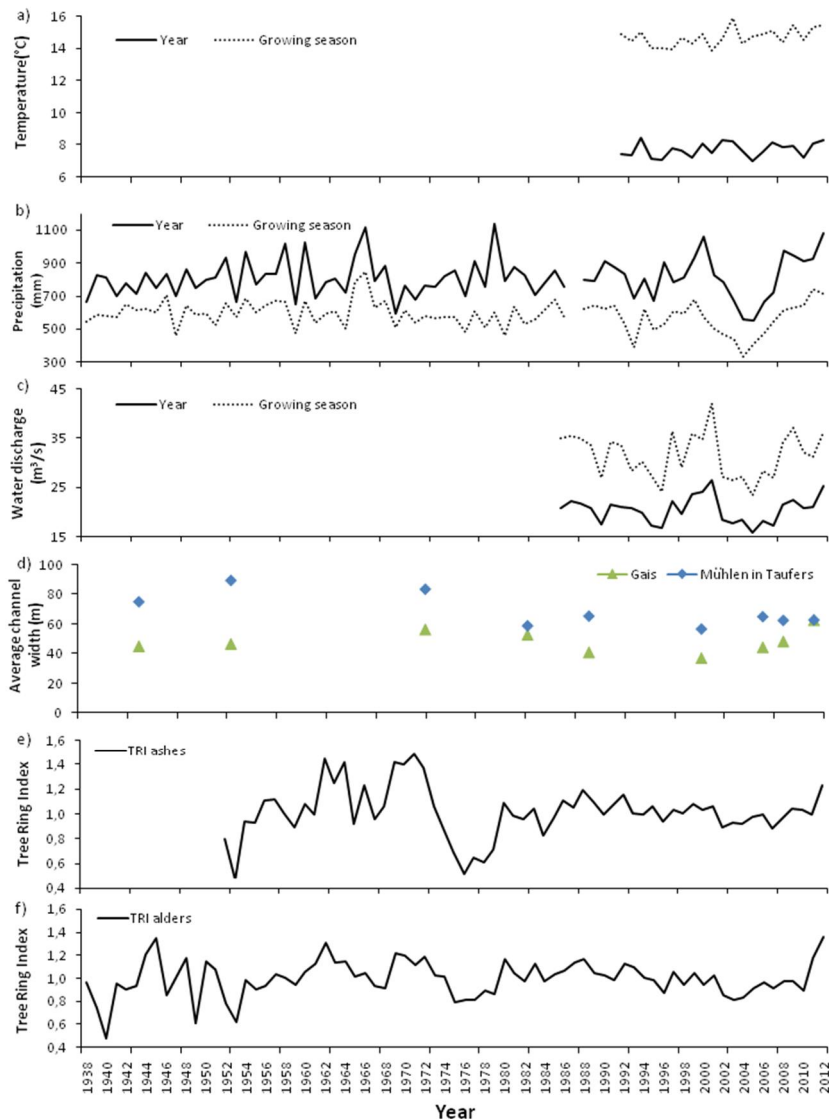 a)
Temperature(°C)
16
14
12
10
8
6
Year
Growing season
b)
Precipitation
(mm)
1100
900
700
500
300
Year
Growing season
c)
Water discharge
(m³/s)
45
35
25
15
Year
Growing season
d)
Average channel
width (m)
100
80
60
40
20
0
Gais
Mühlen in Taufers
e)
Tree Ring Index
1,6
1,4
1,2
1,0
0,8
0,6
0,4
TRI ashes
f)
Tree Ring Index
1,6
1,4
1,2
1,0
0,8
0,6
0,4
TRI alders
1938
1940
1942
1944
1946
1948
1950
1952
1954
1956
1958
1960
1962
1964
1966
1968
1970
1972
1974
1976
1978
1980
1982
1984
1986
1988
1990
1992
1994
1996
1998
2000
2002
2004
2006
2008
2010
2012
Year